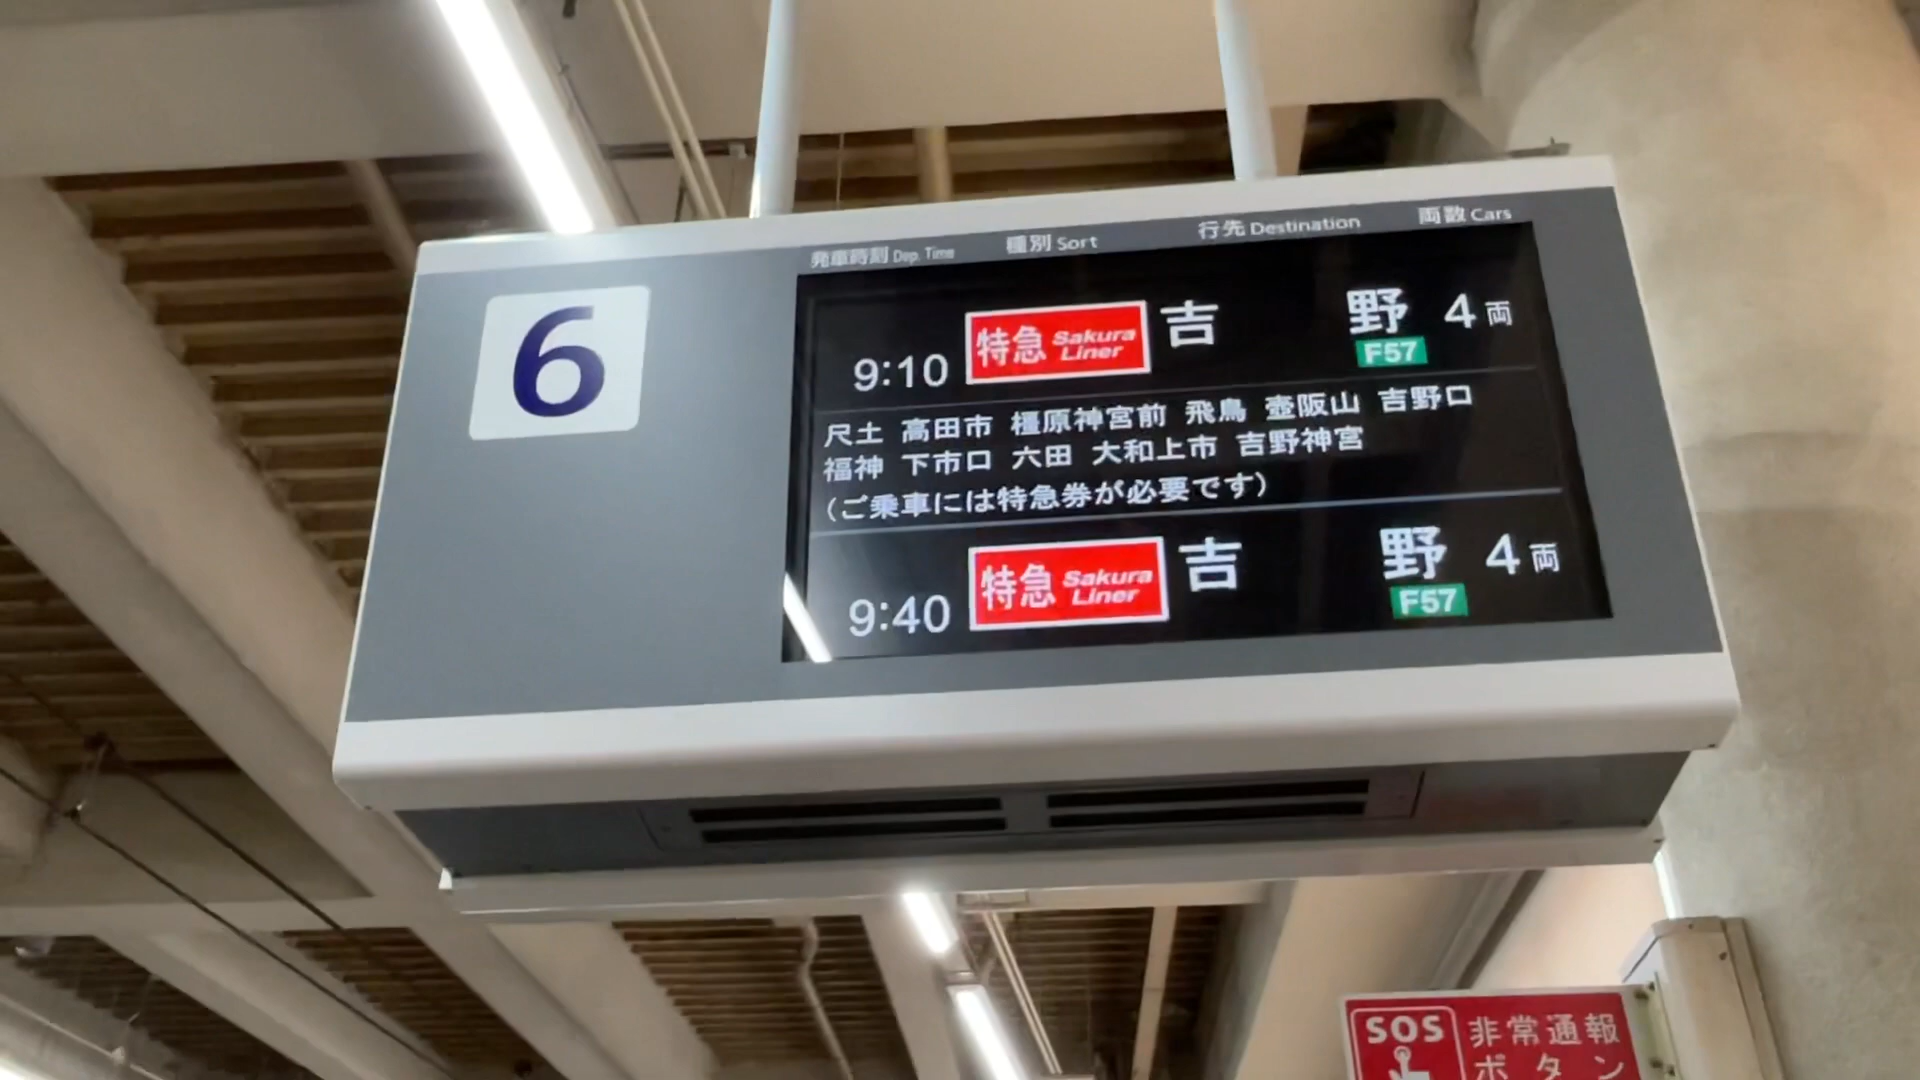 発車時刻 Dep. Time 種別 Sort 行先 Destination 両数 Cars
6
9:10 特急 Sakura Liner 吉野 4両
F57
尺土 高田市 橿原神宮前 飛鳥 壺阪山 吉野口
福神 下市口 六田 大和上市 吉野神宮
(ご乗車には特急券が必要です)
9:40 特急 Sakura Liner 吉野 4両
F57
SOS 非常通報
ボタン